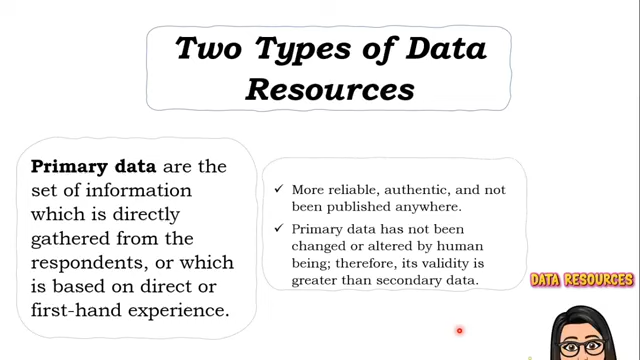 Two Types of Data
Resources
Primary data are the
set of information
which is directly
gathered from the
respondents, or which
is based on direct or
first-hand experience.
✓ More reliable, authentic, and not
been published anywhere.
✓ Primary data has not been
changed or altered by human
being; therefore, its validity is
greater than secondary data.
DATA RESOURCES